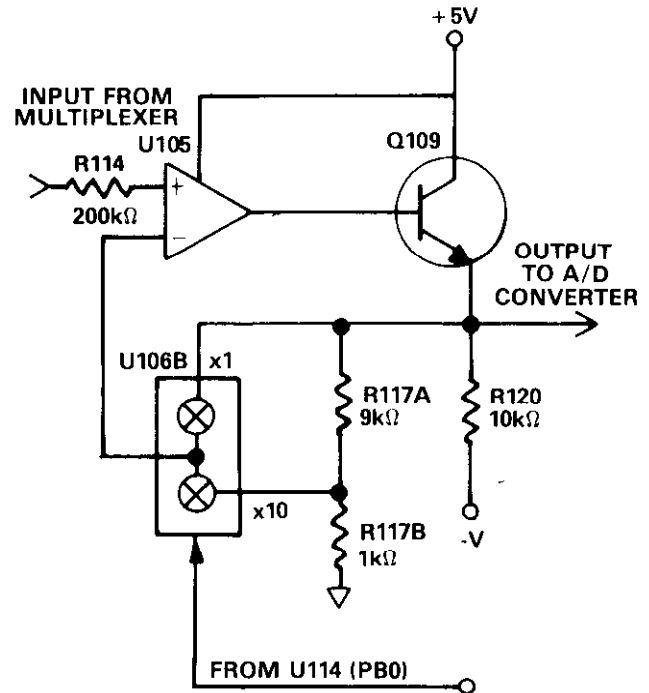 +5V
INPUT FROM
MULTIPLEXER
U105
Q109
R114
200kΩ
+
−
OUTPUT
TO A/D
CONVERTER
U106B
x1
R117A
9kΩ
R120
10kΩ
x10
-V
R117B
1kΩ
FROM U114 (PB0)